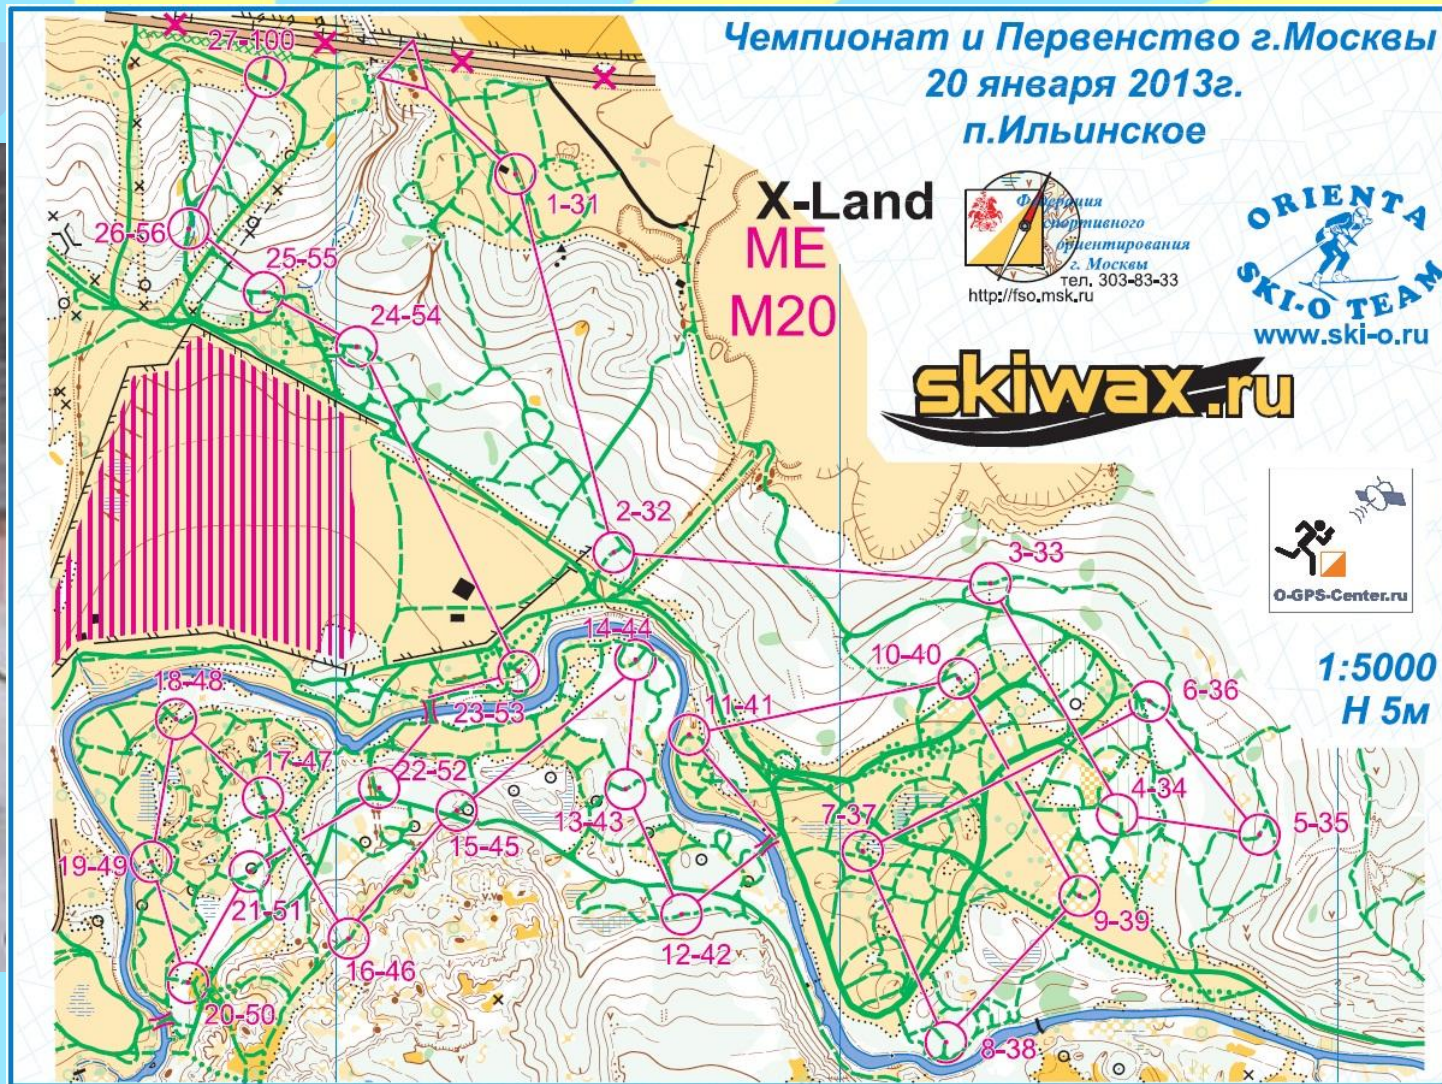 Чемпионат и Первенство г.Москвы
20 января 2013г.
п.Ильинское
X-Land
ME
M20
Федерация
спортивного
ориентирования
г. Москвы
тел. 303-83-33
http://fso.msk.ru
ORIENTA
SKI-O TEAM
www.ski-o.ru
skiwax.ru
O-GPS-Center.ru
1:5000
Н 5м
27-100
1-31
26-56
25-55
24-54
2-32
3-33
14-44
10-40
6-36
18-48
23-53
11-41
17-47
22-52
4-34
5-35
13-43
7-37
15-45
19-49
21-51
9-39
12-42
16-46
20-50
8-38